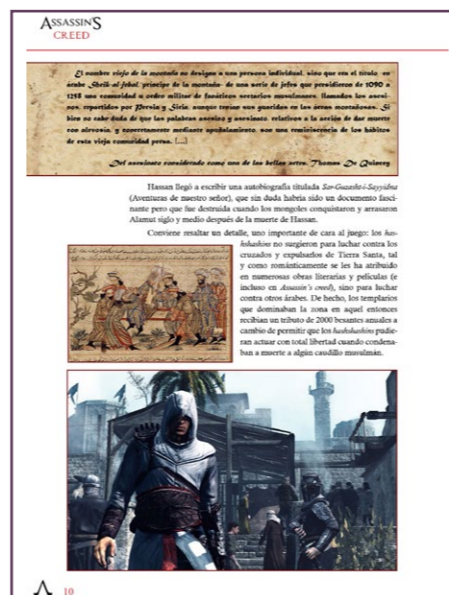 ASSASSIN'S
CREED
El nombre viejo de la montaña no designa a una persona individual, sino que era el título -en
árabe Sheik-al-Jebal, príncipe de la montaña- de una serie de jefes que presidieron de 1090 a
1258 una comunidad u orden militar de fanáticos sectarios musulmanes, llamados los asesi-
nos, repartidos por Persia y Siria, aunque tenían sus guaridas en las áreas montañosas. Si
bien no cabe duda de que las palabras asesino y asesinato, relativas a la acción de dar muerte
con alevosía, y concretamente mediante apuñalamiento, son una reminiscencia de los hábitos
de esta vieja comunidad persa. [...]
Del asesinato considerado como una de las bellas artes. Thomas De Quincey
Hassan llegó a escribir una autobiografía titulada Sar-Guzasht-i-Sayyidna
(Aventuras de nuestro señor), que sin duda habría sido un documento fasci-
nante pero que fue destruida cuando los mongoles conquistaron y arrasaron
Alamut siglo y medio después de la muerte de Hassan.
Conviene resaltar un detalle, uno importante de cara al juego: los has-
hshashins no surgieron para luchar contra los
cruzados y expulsarlos de Tierra Santa, tal
y como románticamente se les ha atribuido
en numerosas obras literarias y películas (e
incluso en Assassin's creed), sino para luchar
contra otros árabes. De hecho, los templarios
que dominaban la zona en aquel entonces
recibían un tributo de 2000 besantes anuales a
cambio de permitir que los hashshashins pudie-
ran actuar con total libertad cuando condena-
ban a muerte a algún caudillo musulmán.
10